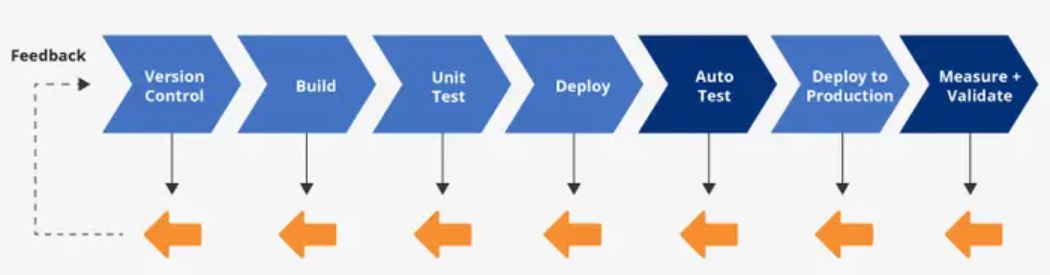 Feedback
Version
Control
Build
Unit
Test
Deploy
Auto
Test
Deploy to
Production
Measure +
Validate